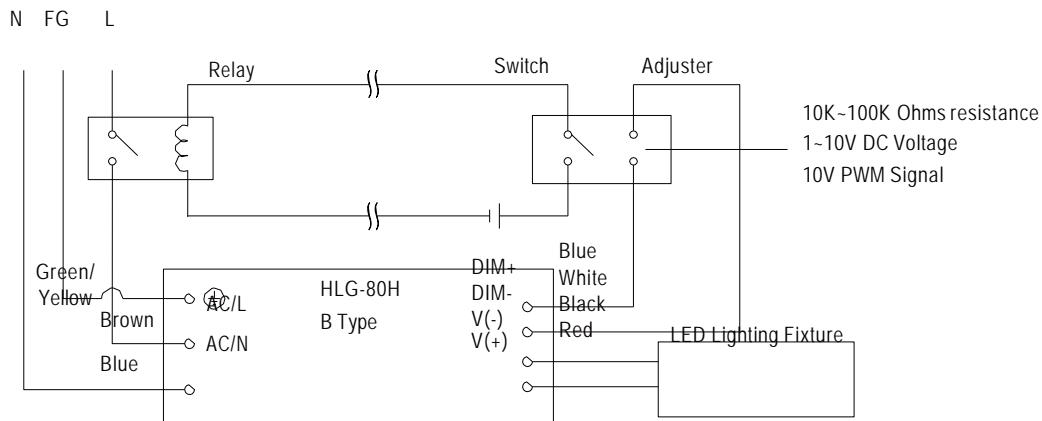 N FG L
Relay
Switch
Adjuster
10K~100K Ohms resistance
1~10V DC Voltage
10V PWM Signal
Green/
Yellow
Brown
Blue
AC/L
AC/N
HLG-80H
B Type
DIM+
DIM-
V(-)
V(+)
Blue
White
Black
Red
LED Lighting Fixture